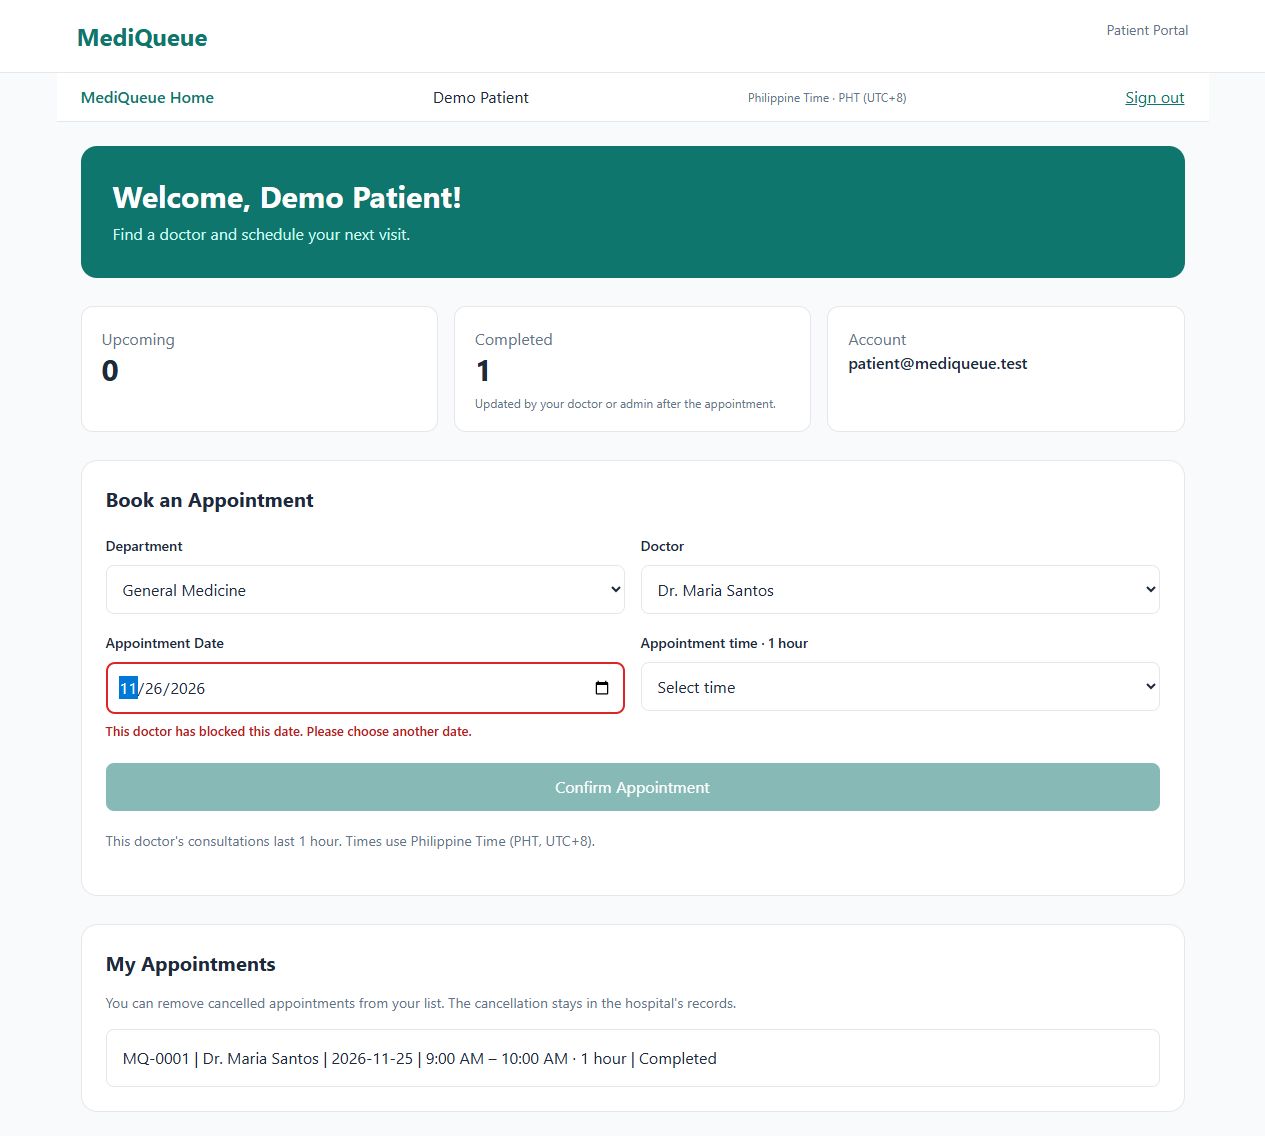 MediQueue
Patient Portal
MediQueue Home
Demo Patient
Philippine Time · PHT (UTC+8)
Sign out
Welcome, Demo Patient!
Find a doctor and schedule your next visit.
Upcoming
0
Completed
1
Updated by your doctor or admin after the appointment.
Account
patient@mediqueue.test
Book an Appointment
Department
General Medicine
Doctor
Dr. Maria Santos
Appointment Date
11/26/2026
This doctor has blocked this date. Please choose another date.
Appointment time · 1 hour
Select time
Confirm Appointment
This doctor's consultations last 1 hour. Times use Philippine Time (PHT, UTC+8).
My Appointments
You can remove cancelled appointments from your list. The cancellation stays in the hospital's records.
MQ-0001 | Dr. Maria Santos | 2026-11-25 | 9:00 AM – 10:00 AM · 1 hour | Completed